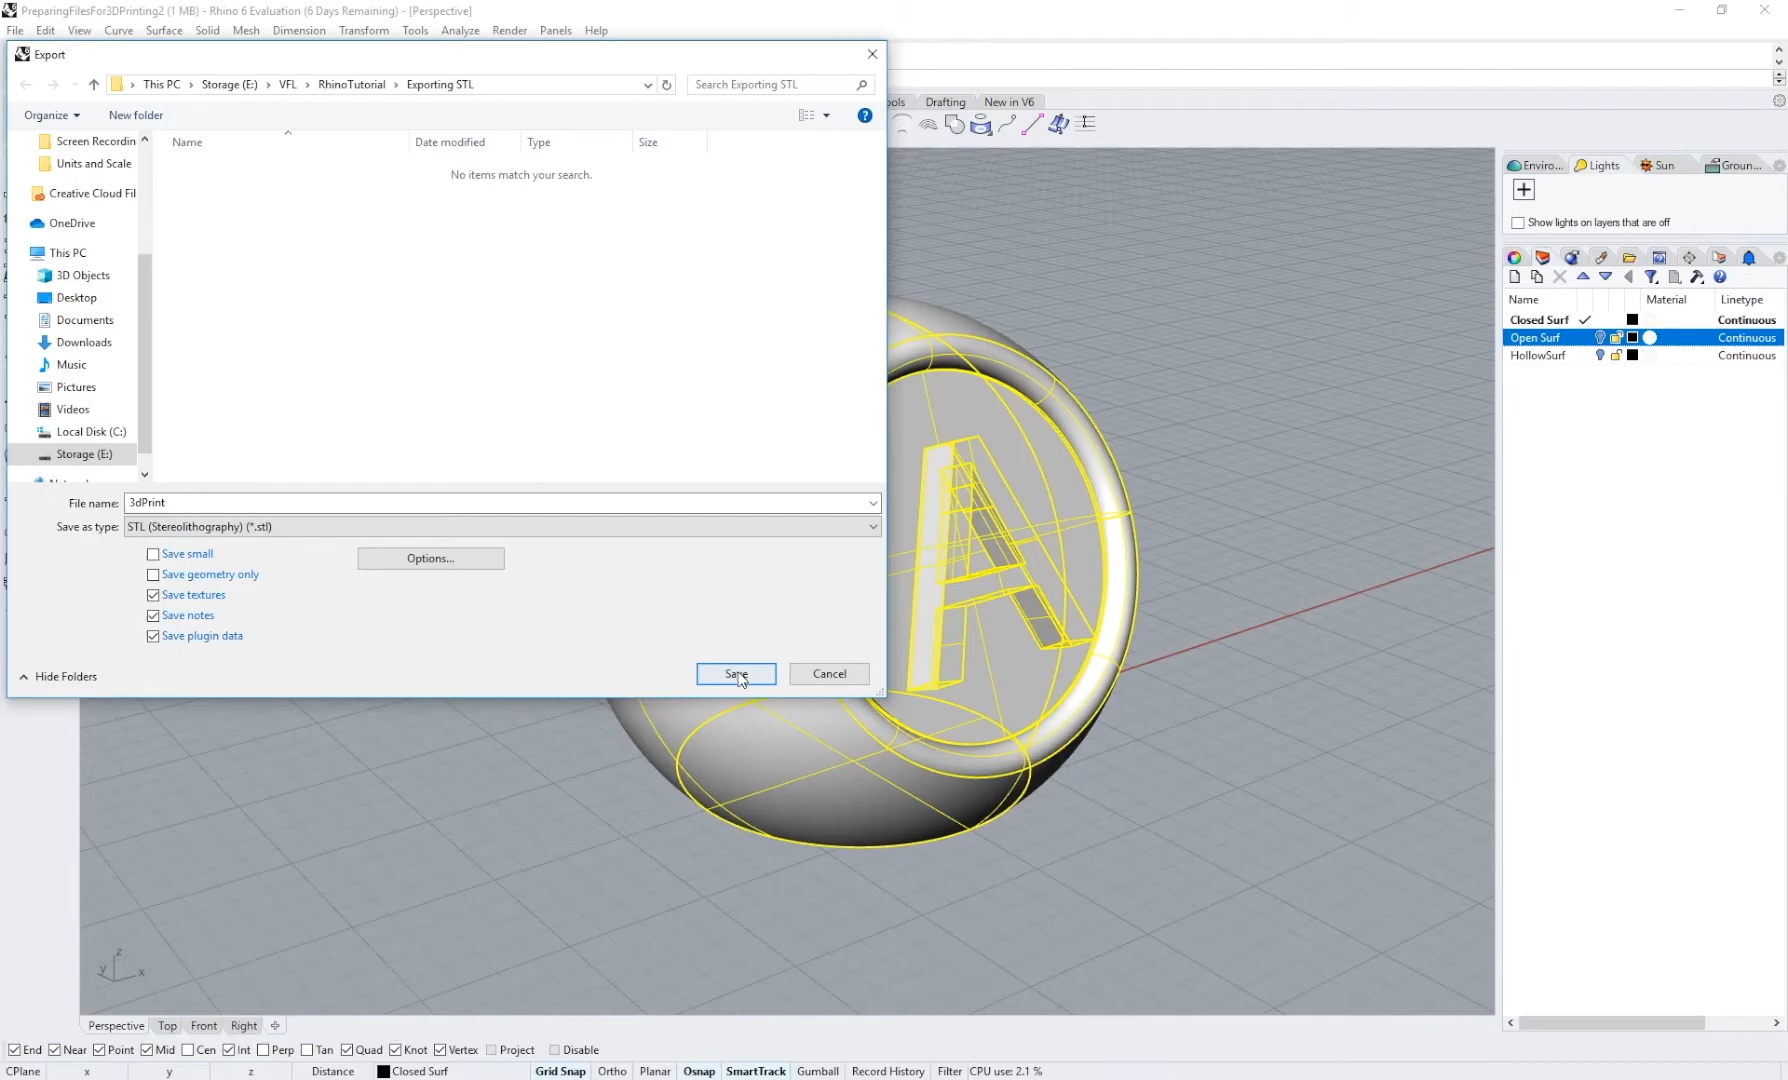 PreparingFilesFor3DPrinting2 (1 MB) - Rhino 6 Evaluation (6 Days Remaining) - [Perspective]
File Edit View Curve Surface Solid Mesh Dimension Transform Tools Analyze Render Panels Help
Export
This PC › Storage (E:) › VFL › RhinoTutorial › Exporting STL
Search Exporting STL
Drafting New in V6
Organize New folder
Name Date modified Type Size
No items match your search.
Screen Recordin
Units and Scale
Creative Cloud Fil
OneDrive
This PC
3D Objects
Desktop
Documents
Downloads
Music
Pictures
Videos
Local Disk (C:)
Storage (E:)
File name: 3dPrint
Save as type: STL (Stereolithography) (*.stl)
Save small
Options...
Save geometry only
Save textures
Save notes
Save plugin data
Hide Folders
Save Cancel
A
Enviro... Lights Sun Groun...
Show lights on layers that are off
Name Material Linetype
Closed Surf Continuous
Open Surf Continuous
HollowSurf Continuous
z
y x
Perspective Top Front Right
End Near Point Mid Cen Int Perp Tan Quad Knot Vertex Project Disable
CPlane x y z Distance Closed Surf Grid Snap Ortho Planar Osnap SmartTrack Gumball Record History Filter CPU use: 2.1 %